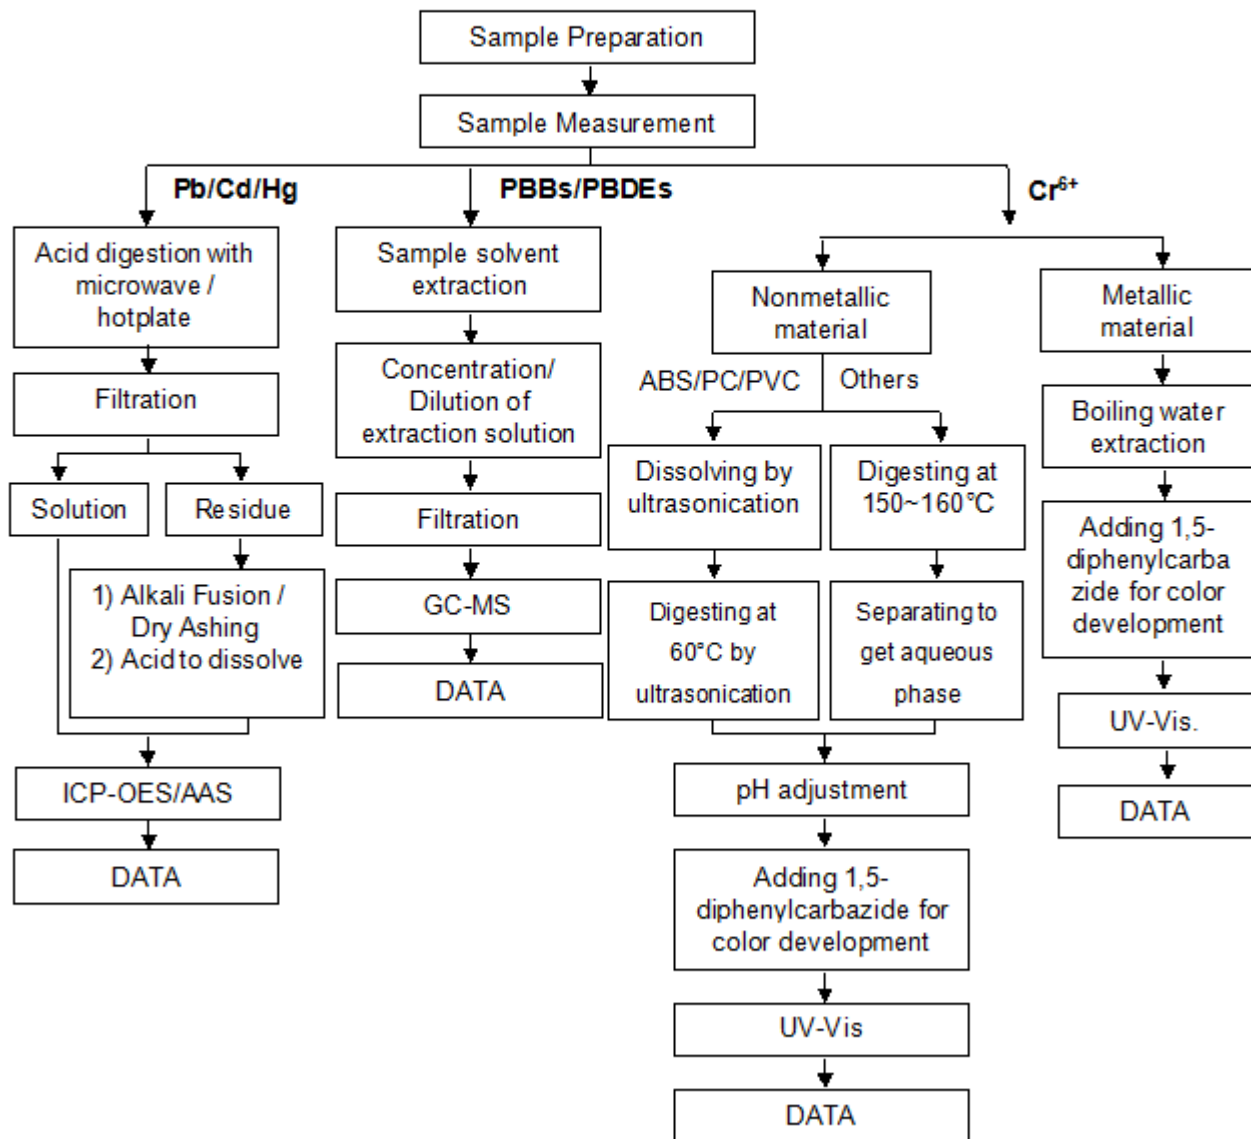 Sample Preparation
Sample Measurement
Pb/Cd/Hg
PBBs/PBDEs
Cr⁶⁺
Acid digestion with
microwave /
hotplate
Filtration
Solution
Residue
1) Alkali Fusion /
Dry Ashing
2) Acid to dissolve
ICP-OES/AAS
DATA
Sample solvent
extraction
Concentration/
Dilution of
extraction solution
Filtration
GC-MS
DATA
Nonmetallic
material
ABS/PC/PVC
Others
Dissolving by
ultrasonication
Digesting at
60°C by
ultrasonication
Digesting at
150~160°C
Separating to
get aqueous
phase
pH adjustment
Adding 1,5-
diphenylcarbazide for
color development
UV-Vis
DATA
Metallic
material
Boiling water
extraction
Adding 1,5-
diphenylcarba
zide for color
development
UV-Vis.
DATA